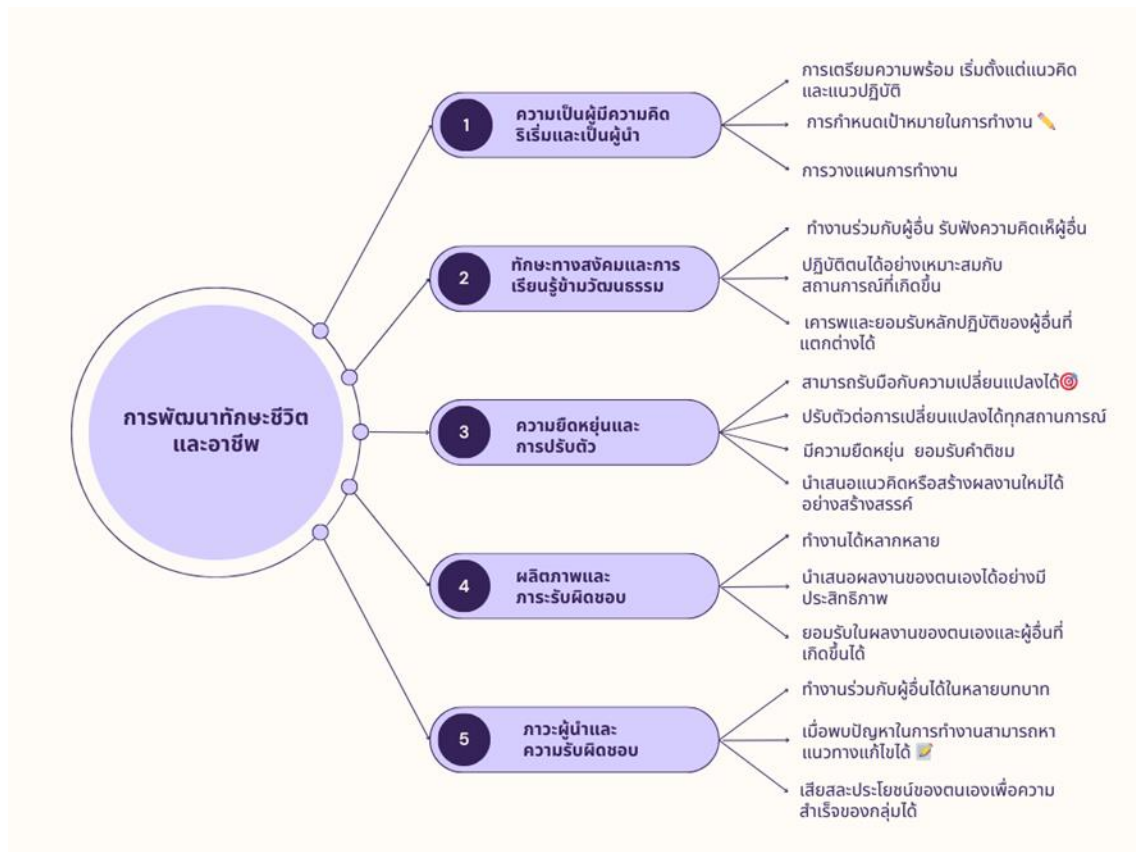 การพัฒนาทักษะชีวิต
และอาชีพ
1
ความเป็นผู้มีความคิด
ริเริ่มและเป็นผู้นำ
การเตรียมความพร้อม เริ่มตั้งแต่แนวคิด
และแนวปฏิบัติ
การกำหนดเป้าหมายในการทำงาน ✏️
การวางแผนการทำงาน
2
ทักษะทางสังคมและการ
เรียนรู้ข้ามวัฒนธรรม
ทำงานร่วมกับผู้อื่น รับฟังความคิดเห็ผู้อื่น
ปฏิบัติตนได้อย่างเหมาะสมกับ
สถานการณ์ที่เกิดขึ้น
เคารพและยอมรับหลักปฏิบัติของผู้อื่นที่
แตกต่างได้
3
ความยืดหยุ่นและ
การปรับตัว
สามารถรับมือกับความเปลี่ยนแปลงได้🎯
ปรับตัวต่อการเปลี่ยนแปลงได้ทุกสถานการณ์
มีความยืดหยุ่น ยอมรับคำติชม
นำเสนอแนวคิดหรือสร้างผลงานใหม่ได้
อย่างสร้างสรรค์
4
ผลิตภาพและ
ภาระรับผิดชอบ
ทำงานได้หลากหลาย
นำเสนอผลงานของตนเองได้อย่างมี
ประสิทธิภาพ
ยอมรับในผลงานของตนเองและผู้อื่นที่
เกิดขึ้นได้
5
ภาวะผู้นำและ
ความรับผิดชอบ
ทำงานร่วมกับผู้อื่นได้ในหลายบทบาท
เมื่อพบปัญหาในการทำงานสามารถหา
แนวทางแก้ไขได้ 📝
เสียสละประโยชน์ของตนเองเพื่อความ
สำเร็จของกลุ่มได้